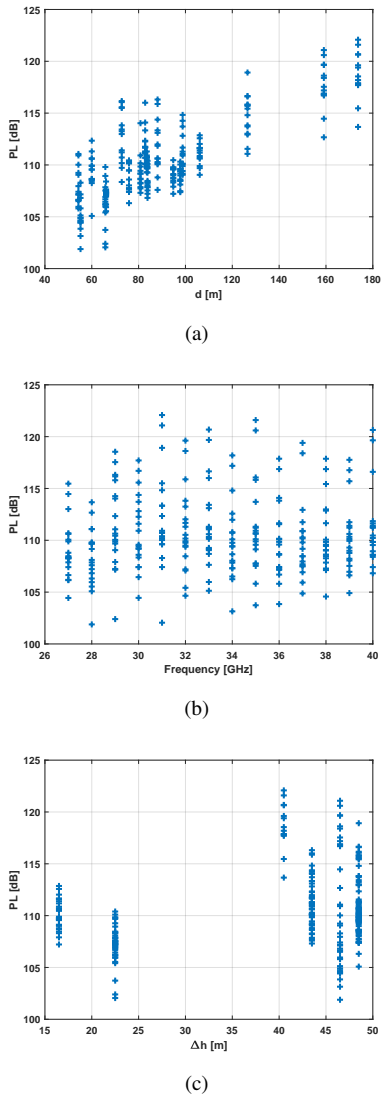 125
120
115
110
105
100
PL [dB]
40 60 80 100 120 140 160 180
d [m]
(a)
125
120
115
110
105
100
PL [dB]
26 28 30 32 34 36 38 40
Frequency [GHz]
(b)
125
120
115
110
105
100
PL [dB]
15 20 25 30 35 40 45 50
Δh [m]
(c)